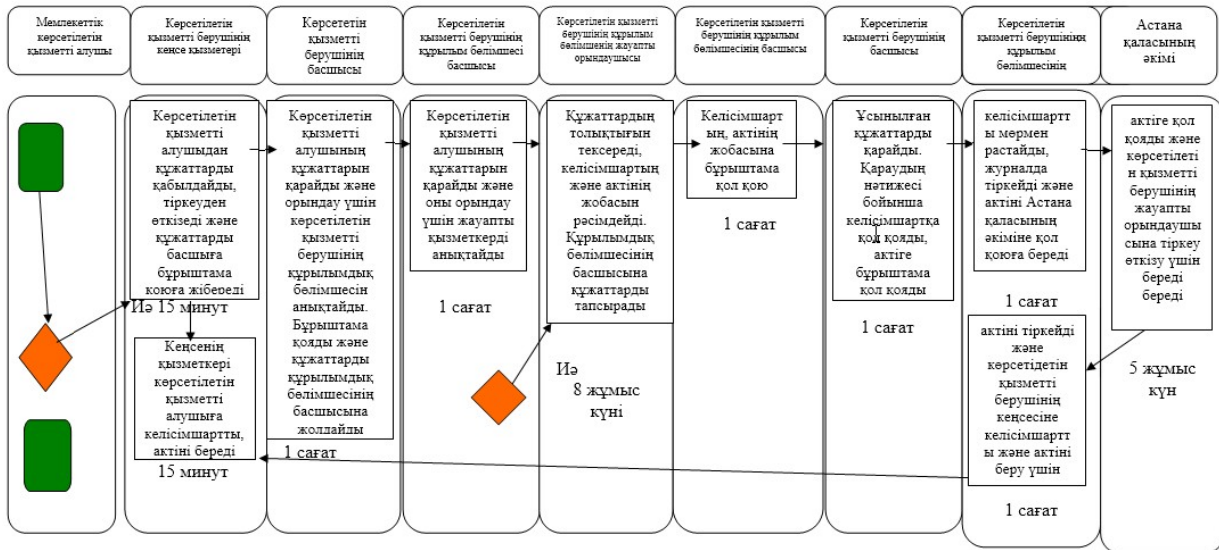 Мемлекеттік
көрсетілетін
қызметті алушы
Көрсетілетін
қызметті берушінің
кеңсе қызметері
Көрсететін
қызметті
берушінің
басшысы
Көрсетілетін қызметті
берушінің құрылым
бөлімшесі
басшысы
Көрсетілетін қызметті
берушінің құрылым
бөлімшенің жауапты
орындаушысы
Көрсетілетін қызметті
берушінің құрылым
бөлімшесінің басшысы
Көрсетілетін
қызметті берушінің
басшысы
Көрсетілетін
қызметті берушініңң
құрылым
бөлімшесінің
Астана
қаласының
әкімі
Көрсетілетін
қызметті
алушыдан
құжаттарды
қабылдайды,
тіркеуден
өткізеді және
құжаттарды
басшыға
бұрыштама
қоюға жібереді
Иә 15 минут
Кеңсенің
қызметкері
көрсетілетін
қызметті
алушыға
келісімшартты,
актіні береді
15 минут
Көрсетілетін
қызметті
алушының
құжаттарын
қарайды және
орындау үшін
көрсетілетін
қызметті
берушінің
құрылымдық
бөлімшесін
анықтайды.
Бұрыштама
қояды және
құжаттарды
құрылымдық
бөлімшесінің
басшысына
жолдайды
1 сағат
Көрсетілетін
қызметті
алушының
құжаттарын
қарайды және
оны орындау
үшін жауапты
қызметкерді
анықтайды
1 сағат
Құжаттардың
толықтығын
тексереді,
келісімшартың
және актінің
жобасын
рәсімдейді.
Құрылымдық
бөлімшесінің
басшысына
құжаттарды
тапсырады
Иә
8 жұмыс
күні
Келісімшарт
ың, актінің
жобасына
бұрыштама
қол қою
1 сағат
Ұсынылған
құжаттарды
қарайды.
Қараудың
нәтижесі
бойынша
келісімшартқа
қол қояды,
актіге
бұрыштама
қол қояды
1 сағат
келісімшартт
ы мөрмен
растайды,
журналда
тіркейді және
актіні Астана
қаласының
әкіміне қол
қоюға береді
1 сағат
актіні тіркейді
және
көрсетідетін
қызметті
берушінің
кеңсесіне
келісімшартт
ы және актіні
беру үшін
1 сағат
актіге қол
қояды және
көрсетілеті
н қызметті
берушінің
жауапты
орындаушы
сына тіркеу
өткізу үшін
береді
береді
5 жұмыс
күн